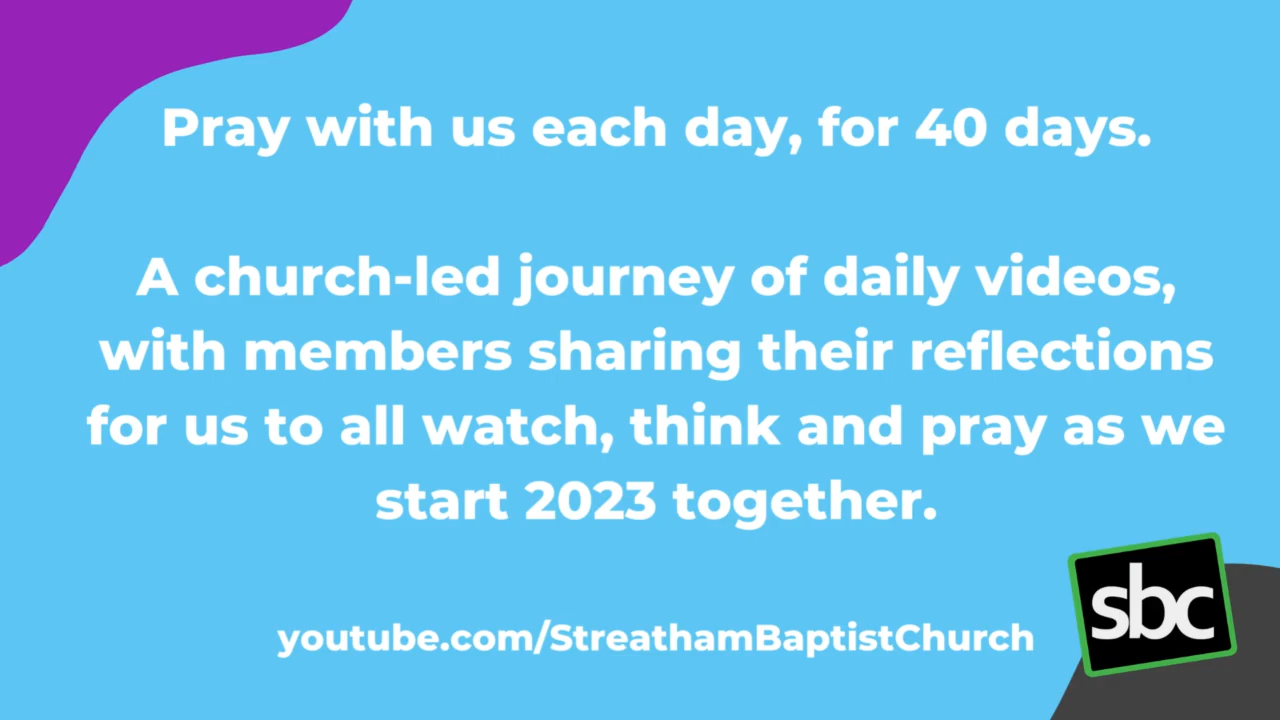 Pray with us each day, for 40 days.
A church-led journey of daily videos,
with members sharing their reflections
for us to all watch, think and pray as we
start 2023 together.
youtube.com/StreathamBaptistChurch
sbc